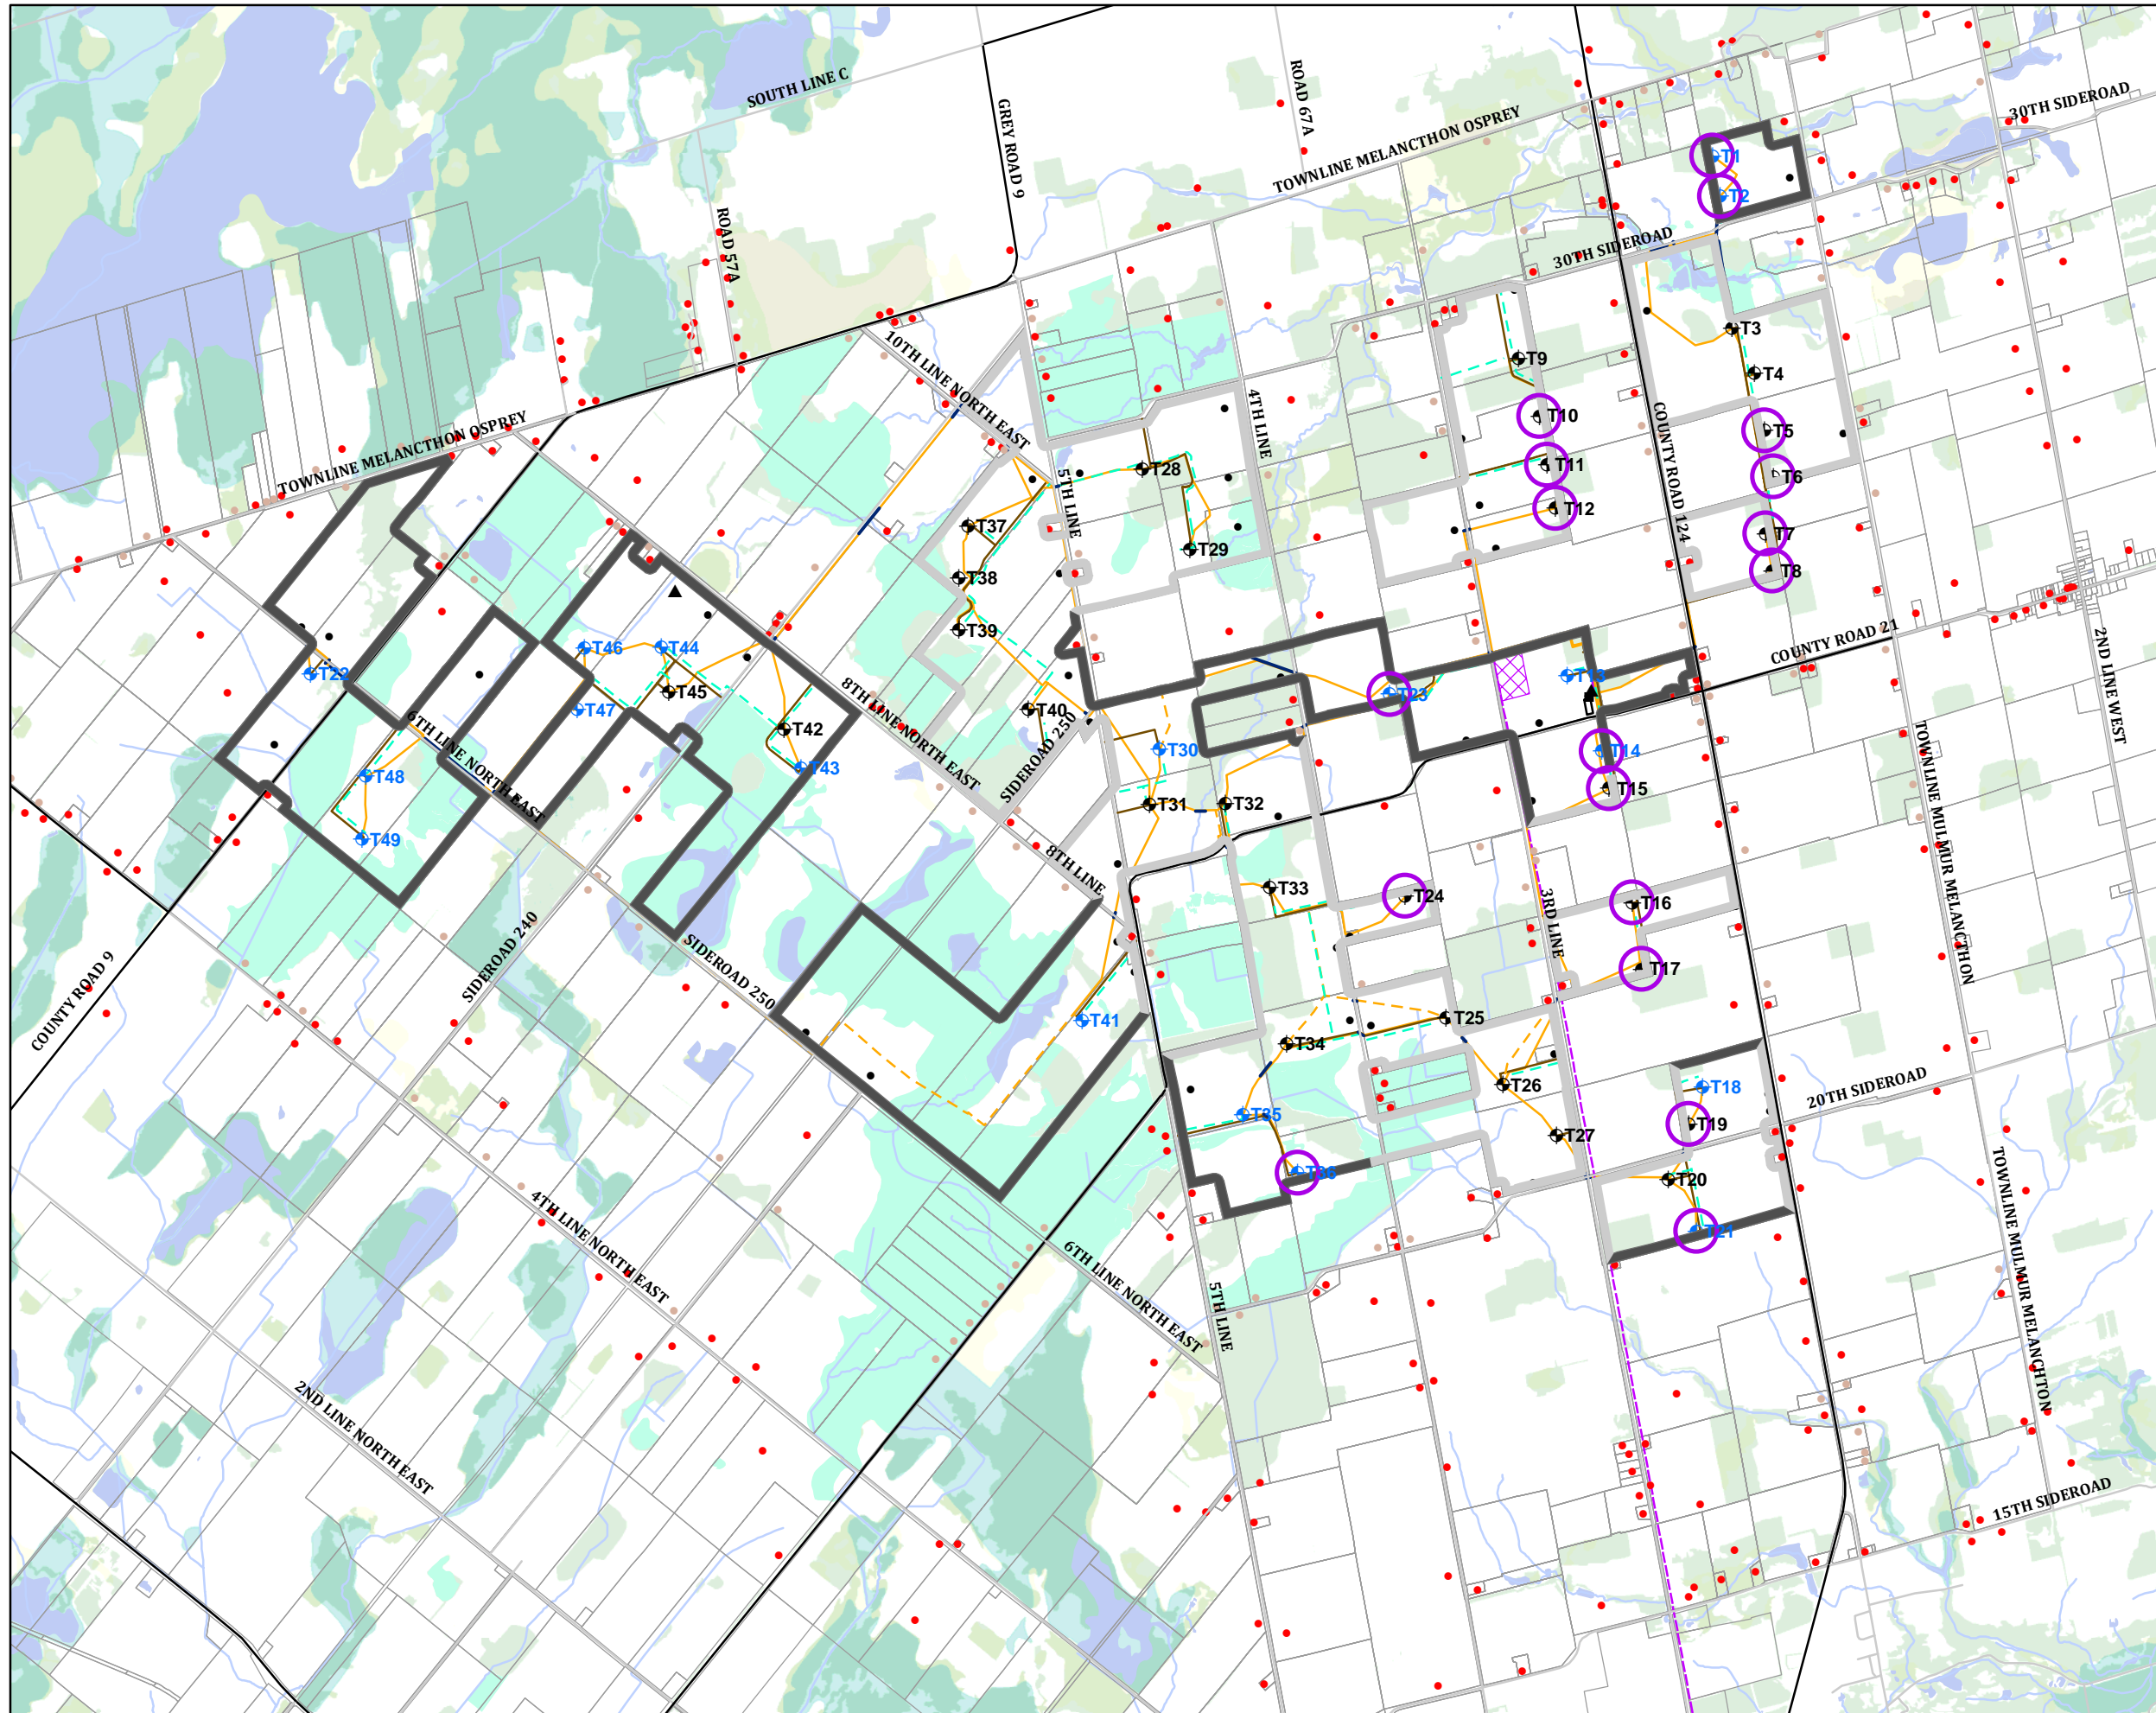 SOUTH LINE C
GREY ROAD 9
ROAD 67A
TOWNLINE MELANCTHON OSPREY
30TH SIDEROAD
T1
T2
ROAD 57A
30TH SIDEROAD
T3
T9
T4
10TH LINE NORTH EAST
4TH LINE
T10
COUNTY ROAD 124
T5
TOWNLINE MELANCTHON OSPREY
T28
T11
T6
5TH LINE
T12
T37
T29
T7
T38
T8
T39
T46
T44
COUNTY ROAD 21
2ND LINE WEST
T22
T45
T13
T23
T47
8TH LINE NORTH EAST
T40
SIDEROAD 250
T42
T30
T14
6TH LINE NORTH EAST
T43
T48
T31
T32
T15
TOWNLINE MULMUR MELANCTHON
T49
8TH LINE
T33
T24
T16
3RD LINE
SIDEROAD 240
SIDEROAD 250
T17
COUNTY ROAD 9
T41
T25
T34
T26
T18
20TH SIDEROAD
T35
T19
T27
T36
T20
TOWNLINE MULMUR MELANCHTON
T21
4TH LINE NORTH EAST
6TH LINE NORTH EAST
5TH LINE
2ND LINE NORTH EAST
15TH SIDEROAD